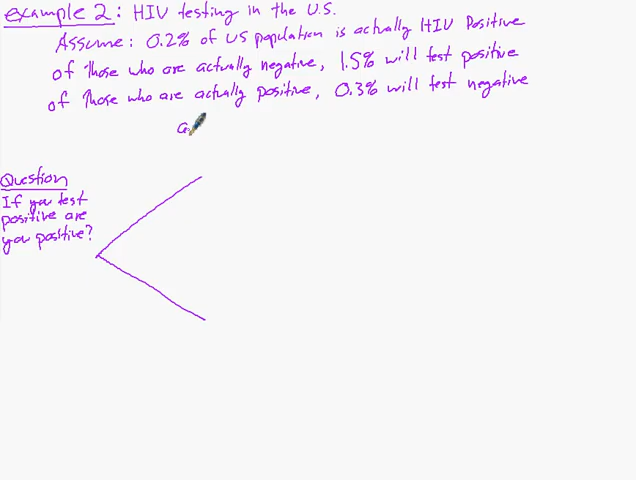 example 2: HIV testing in the U.S.
Assume: 0.2% of US population is actually HIV Positive
of those who are actually negative, 1.5% will test positive
of those who are actually positive, 0.3% will test negative
Question
If you test
positive are
you positive?